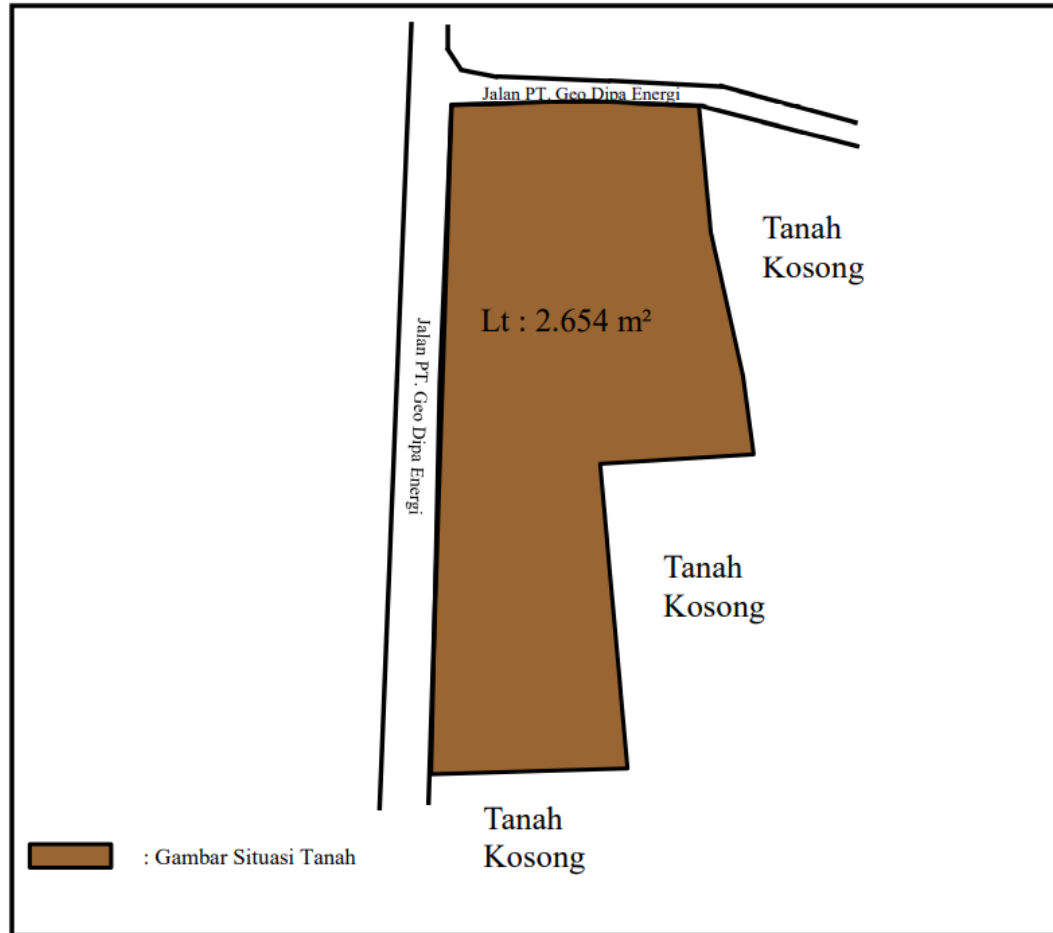 Jalan PT. Geo Dipa Energi
Tanah
Kosong
Lt : 2.654 m²
Jalan PT. Geo Dipa Energi
Tanah
Kosong
Tanah
Kosong
: Gambar Situasi Tanah